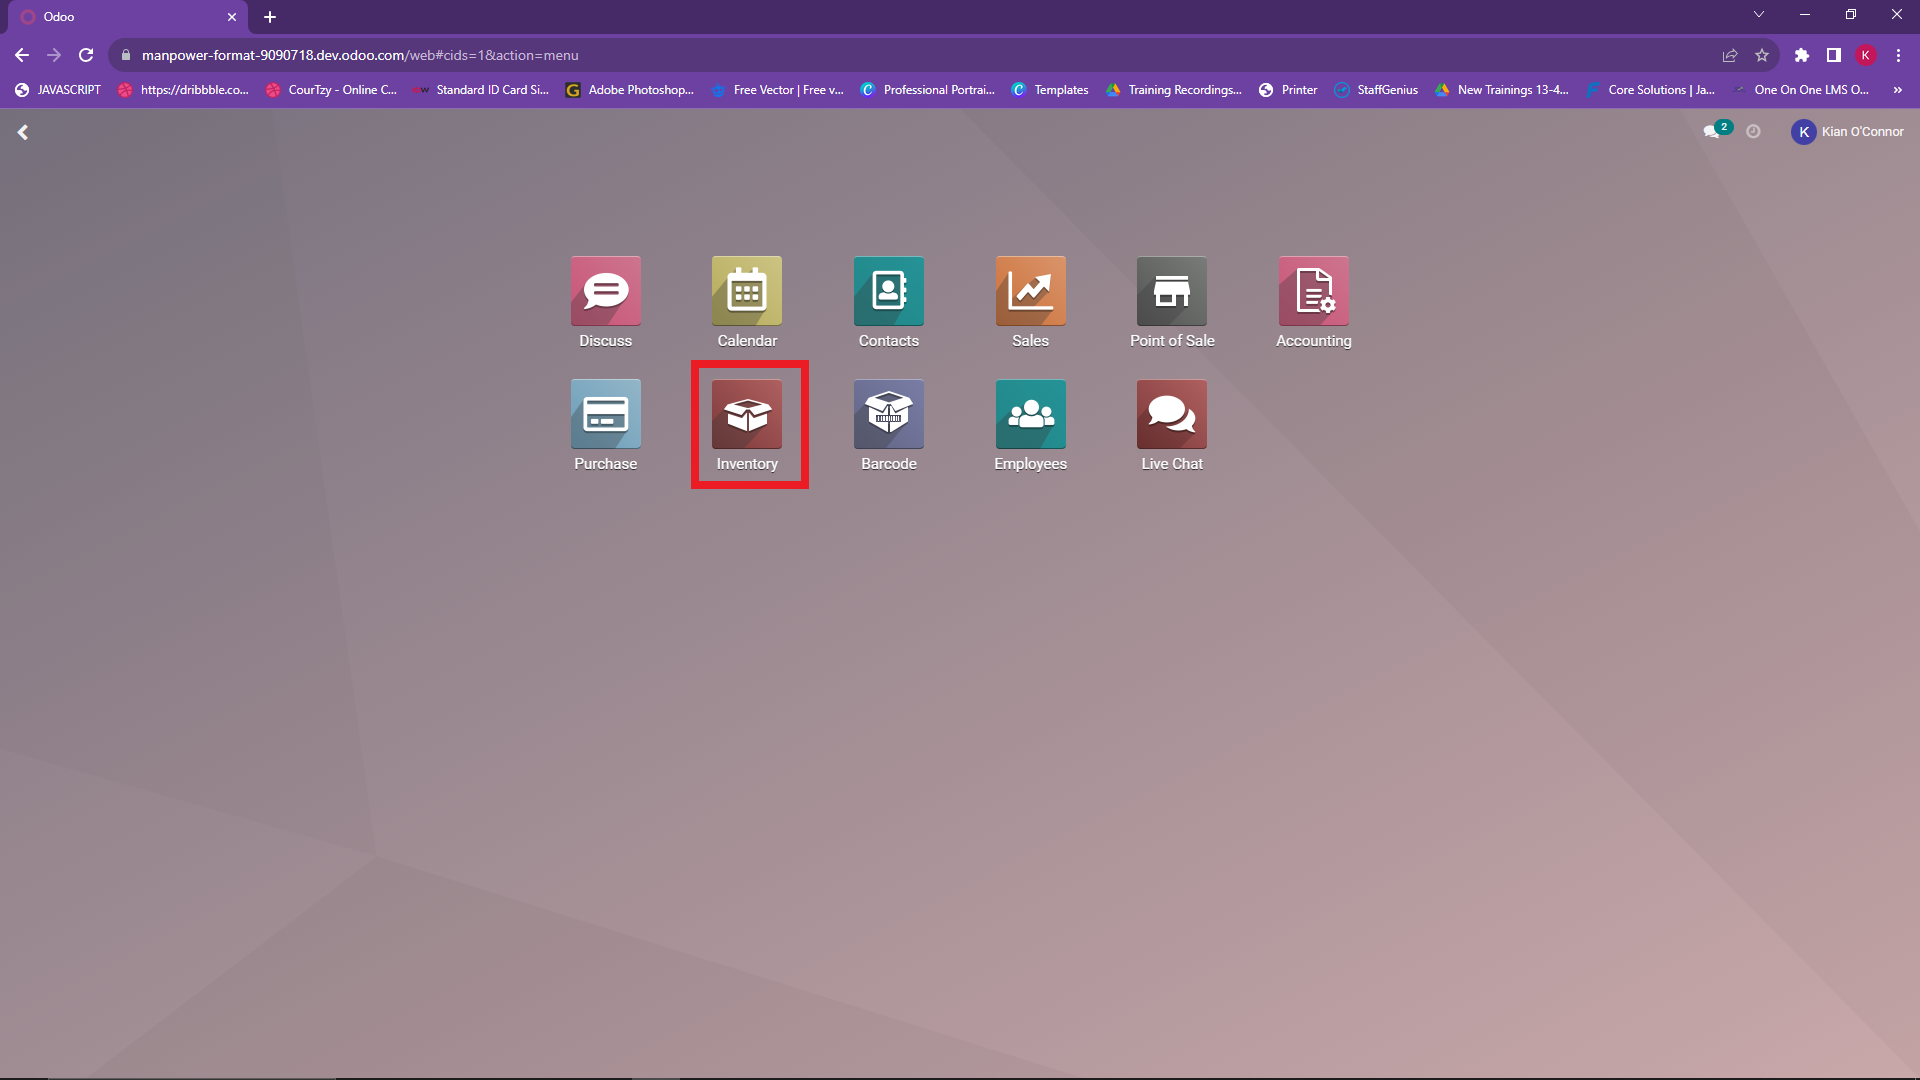 Odoo
manpower-format-9090718.dev.odoo.com/web#cids=1&action=menu
K
JAVASCRIPT https://dribbble.co... CourTzy - Online C... Standard ID Card Si... Adobe Photoshop... Free Vector | Free v... Professional Portrai... Templates Training Recordings... Printer StaffGenius New Trainings 13-4... Core Solutions | Ja... One On One LMS O... »
2 K Kian O'Connor
Discuss Calendar Contacts Sales Point of Sale Accounting
Purchase Inventory Barcode Employees Live Chat